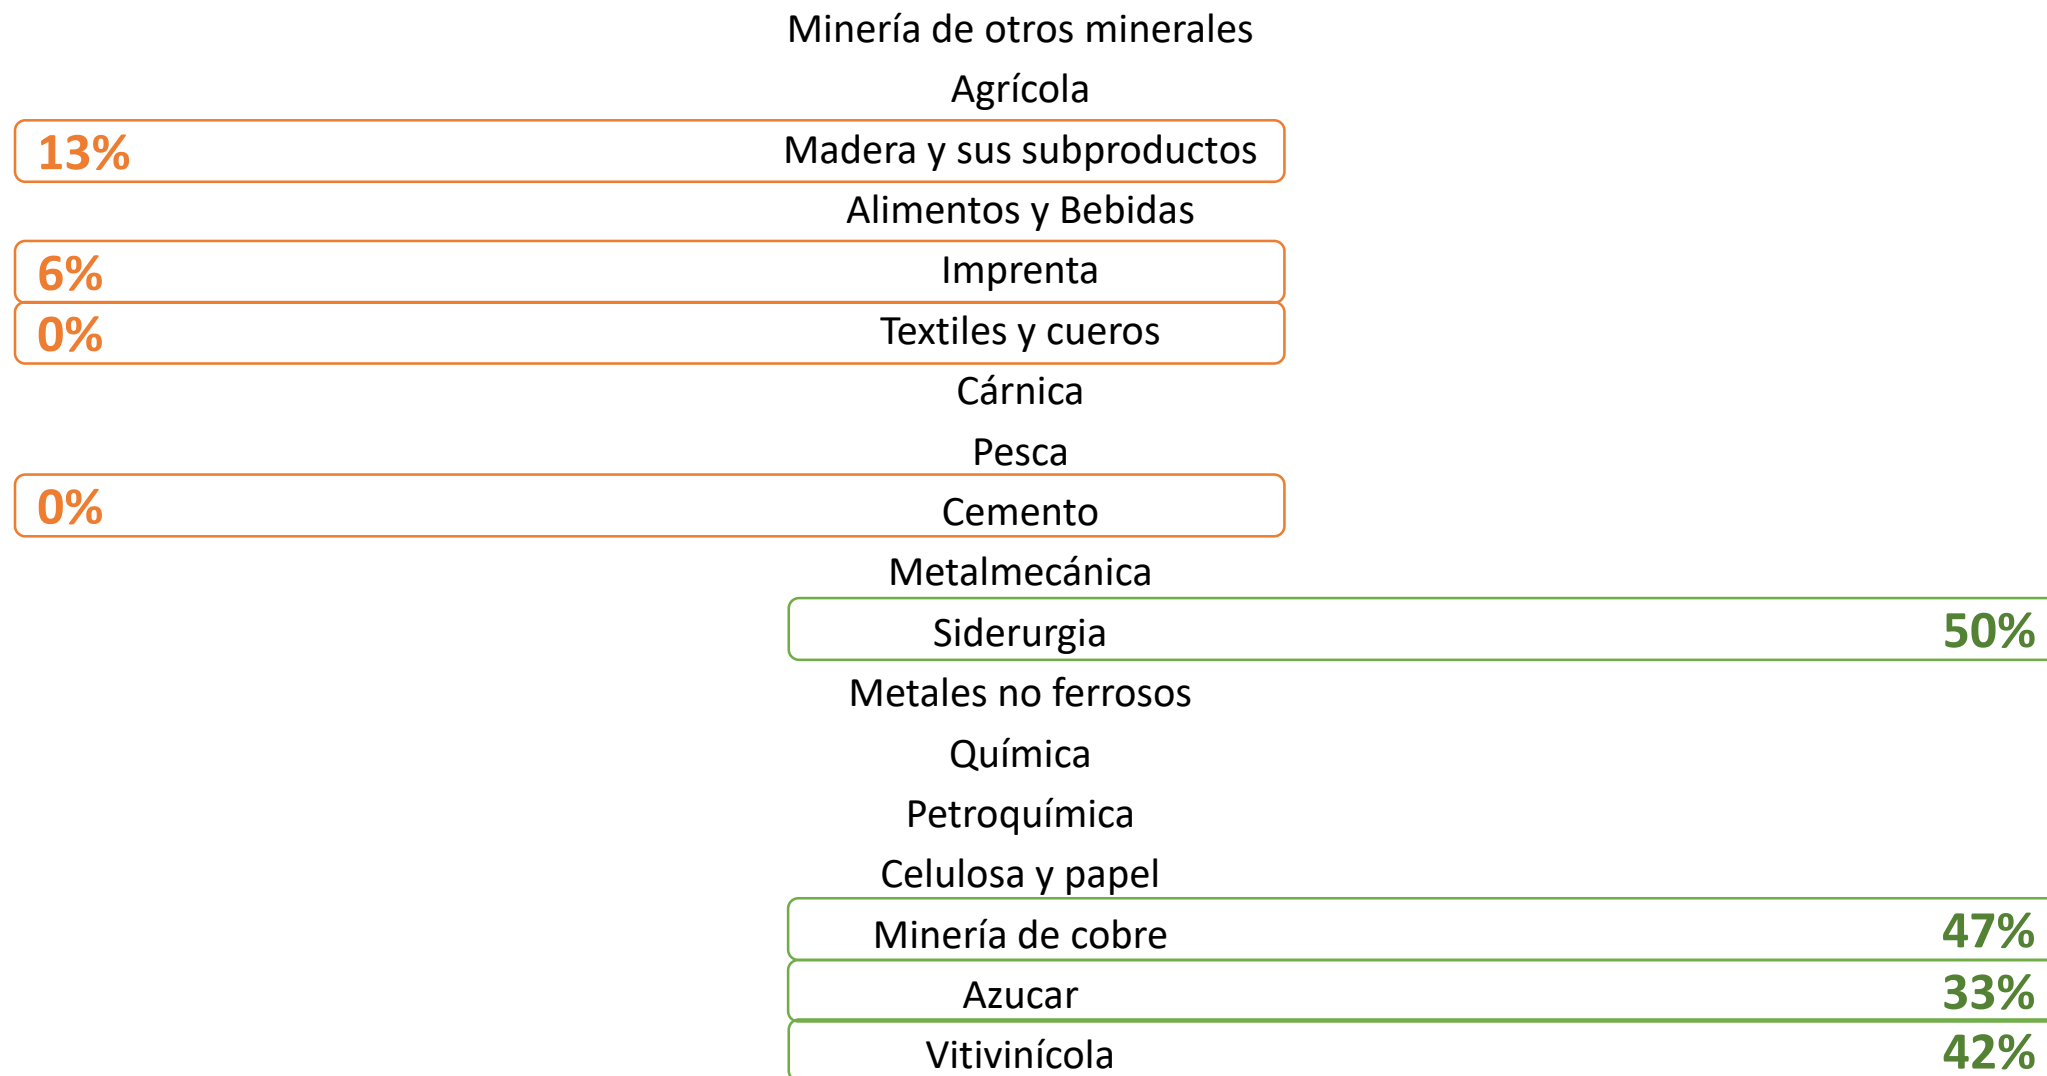 Minería de otros minerales
Agrícola
13% Madera y sus subproductos
Alimentos y Bebidas
6% Imprenta
0% Textiles y cueros
Cárnica
Pesca
0% Cemento
Metalmecánica
Siderurgia 50%
Metales no ferrosos
Química
Petroquímica
Celulosa y papel
Minería de cobre 47%
Azucar 33%
Vitivinícola 42%